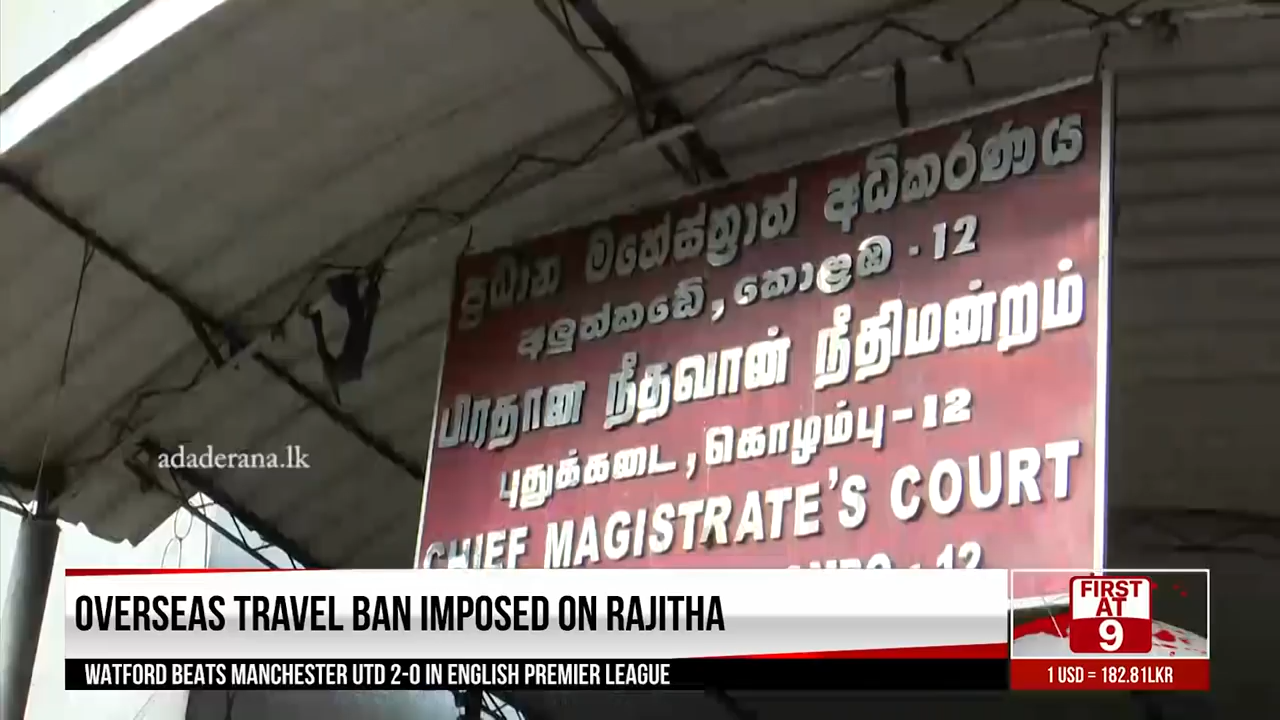 ප්‍රධාන මහේස්ත්‍රාත් අධිකරණය
අලුත්කඩේ, කොළඹ - 12
பிரதான நீதவான் நீதிமன்றம்
புதுக்கடை, கொழும்பு - 12
CHIEF MAGISTRATE'S COURT
- 12
adaderana.lk
OVERSEAS TRAVEL BAN IMPOSED ON RAJITHA
WATFORD BEATS MANCHESTER UTD 2-0 IN ENGLISH PREMIER LEAGUE
FIRST
AT
9
1 USD = 182.81LKR